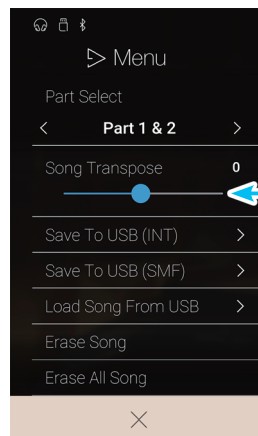 Menu
Part Select
Part 1 & 2
Song Transpose 0
Save To USB (INT)
Save To USB (SMF)
Load Song From USB
Erase Song
Erase All Song